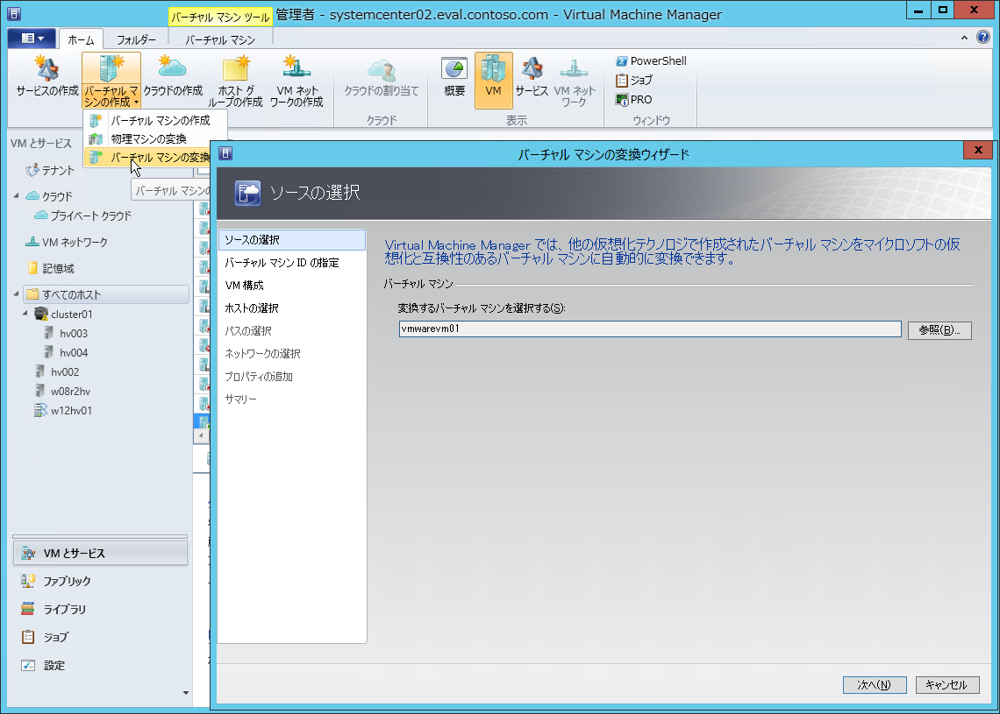 バーチャル マシン ツール
管理者 - systemcenter02.eval.contoso.com - Virtual Machine Manager
ホーム
フォルダー
バーチャル マシン
サービスの作成
バーチャル マシンの作成
クラウドの作成
ホスト グループの作成
VM ネットワークの作成
クラウドの割り当て
クラウド
概要
VM
サービス
VM ネットワーク
表示
PowerShell
ジョブ
PRO
ウィンドウ
バーチャル マシンの作成
物理マシンの変換
バーチャル マシンの変換
バーチャル マシンの
VM とサービス
テナント
クラウド
プライベート クラウド
VM ネットワーク
記憶域
すべてのホスト
cluster01
hv003
hv004
hv002
w08r2hv
w12hv01
VM とサービス
ファブリック
ライブラリ
ジョブ
設定
バーチャル マシンの変換ウィザード
ソースの選択
ソースの選択
バーチャル マシン ID の指定
VM 構成
ホストの選択
パスの選択
ネットワークの選択
プロパティの追加
サマリー
Virtual Machine Manager では、他の仮想化テクノロジで作成されたバーチャル マシンをマイクロソフトの仮
想化と互換性のあるバーチャル マシンに自動的に変換できます。
バーチャル マシン
変換するバーチャル マシンを選択する(S):
vmwarevm01
参照(B)...
次へ(N)
キャンセル